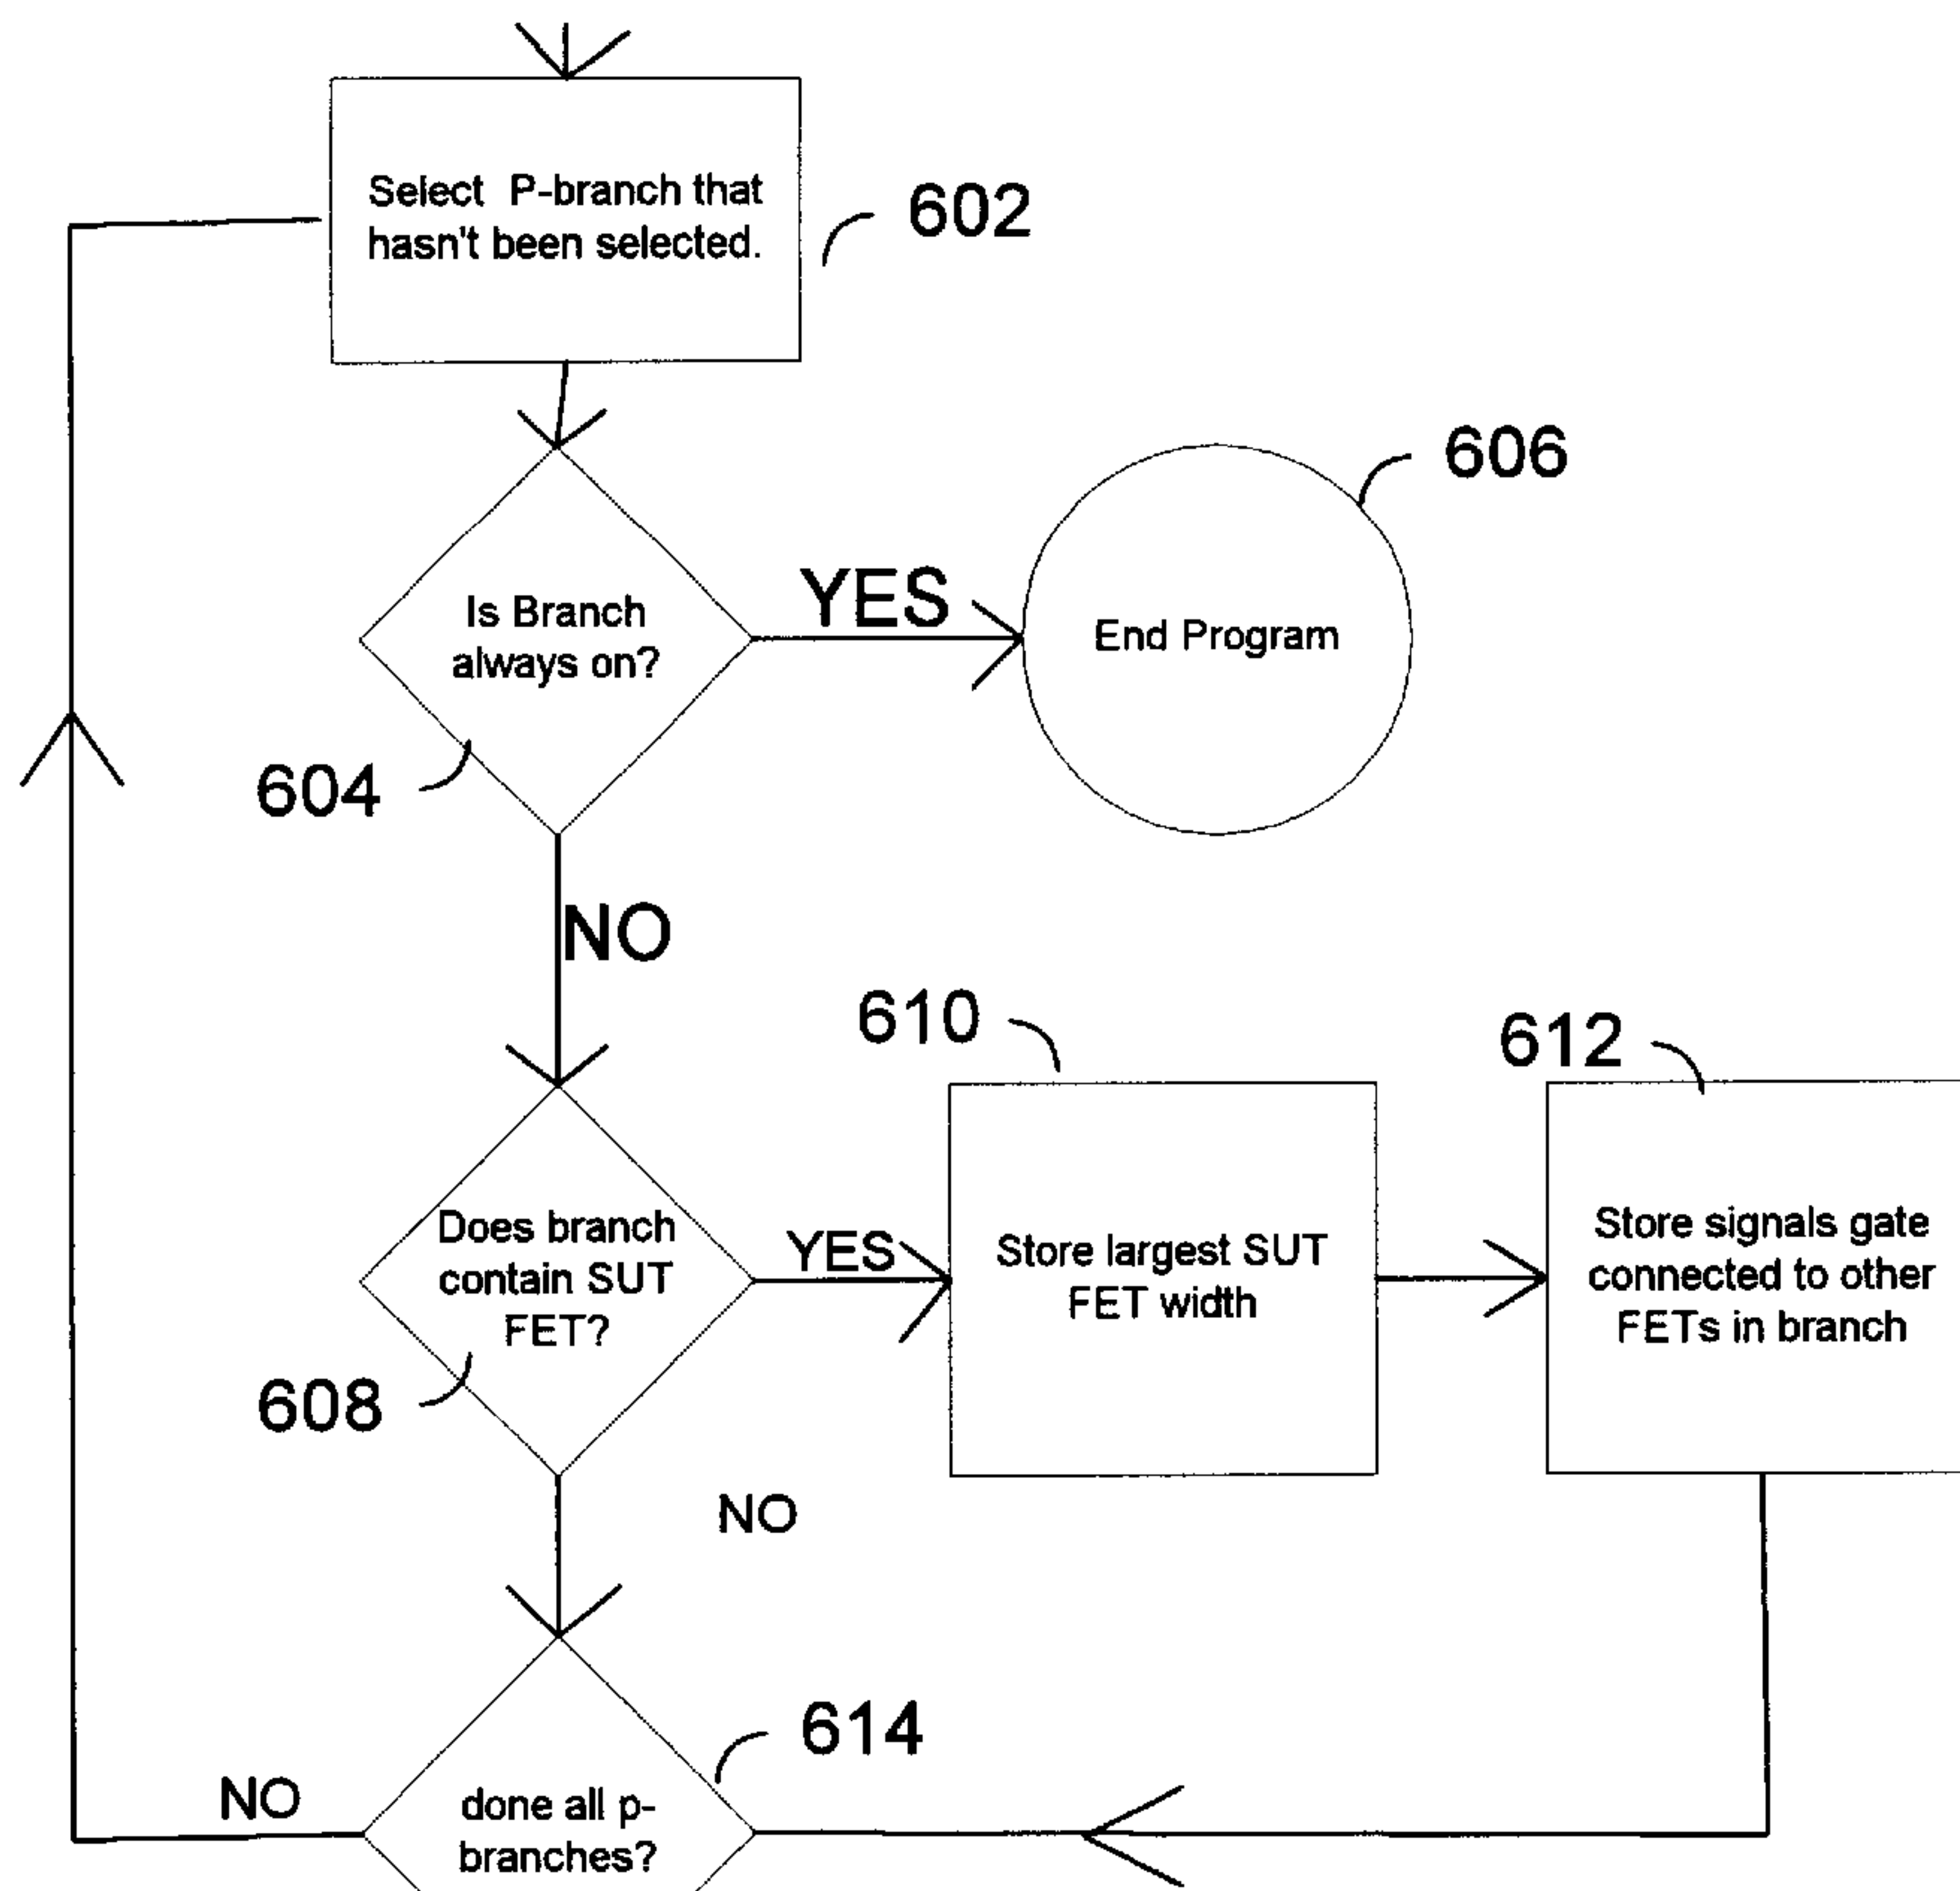 Select P-branch that
hasn't been selected.
602
606
Is Branch
always on?
YES
End Program
604
NO
610
612
Does branch
contain SUT
FET?
YES
Store largest SUT
FET width
Store signals gate
connected to other
FETs in branch
608
NO
614
NO
done all p-
branches?